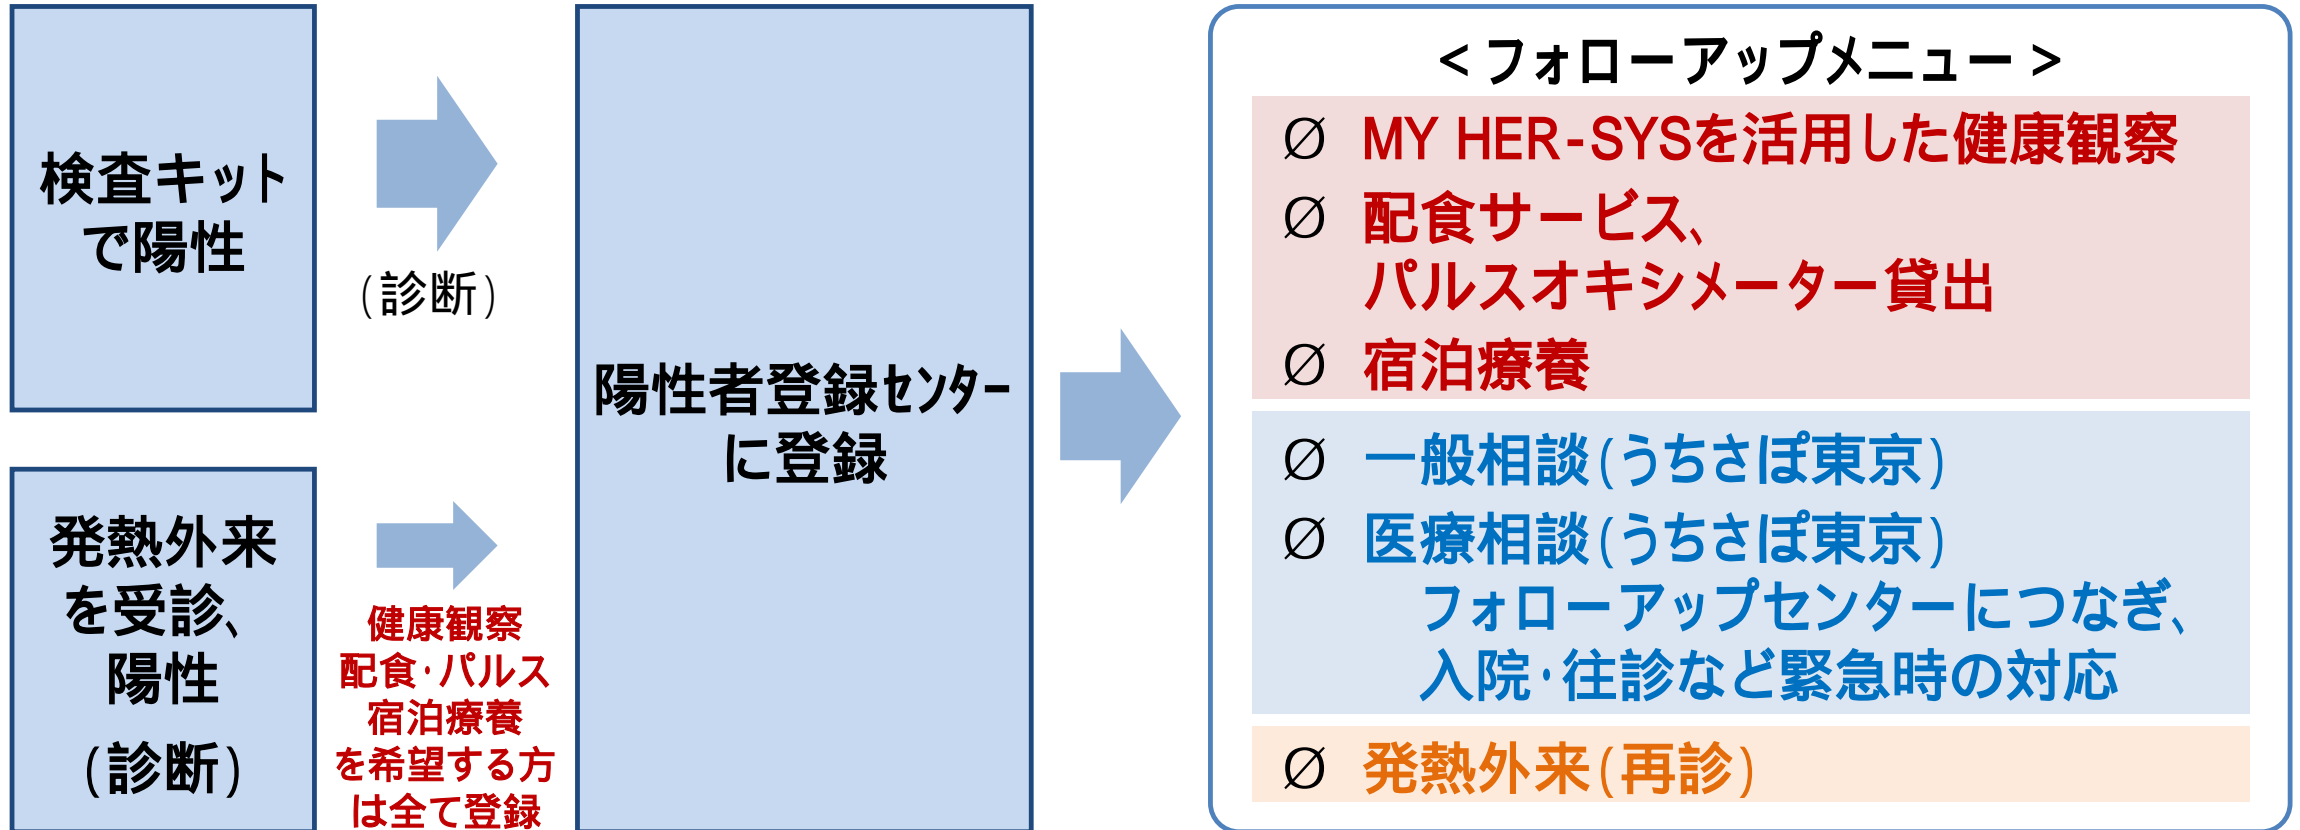 検査キット
で陽性
(診断)
発熱外来
を受診、
陽性
(診断)
健康観察
配食･パルス
宿泊療養
を希望する方
は全て登録
陽性者登録ｾﾝﾀｰ
に登録
<フォローアップメニュー>
Ø MY HER-SYSを活用した健康観察
Ø 配食サービス、
パルスオキシメーター貸出
Ø 宿泊療養
Ø 一般相談(うちさぽ東京)
Ø 医療相談(うちさぽ東京)
フォローアップセンターにつなぎ、
入院･往診など緊急時の対応
Ø 発熱外来(再診)